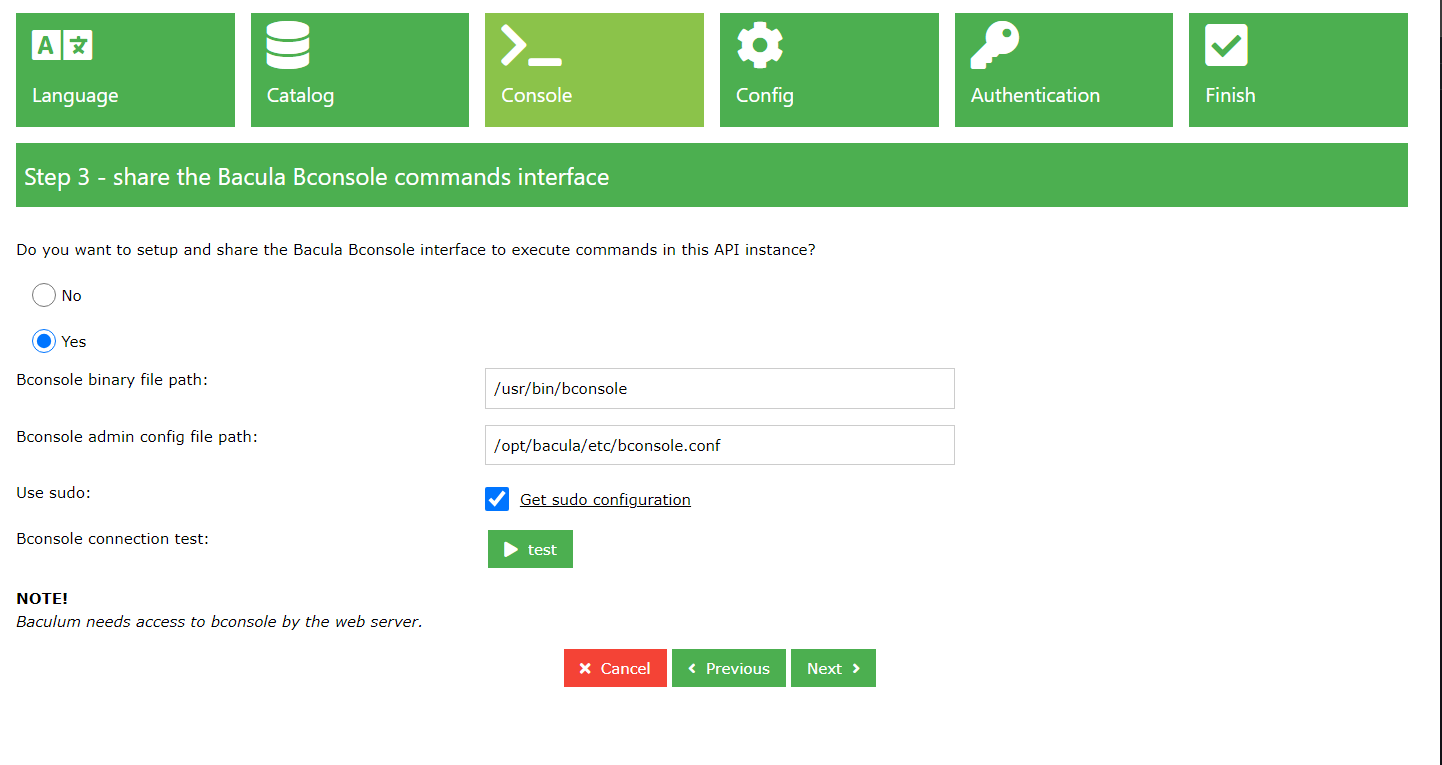 A
Language
Catalog
Console
Config
Authentication
Finish
Step 3 - share the Bacula Bconsole commands interface
Do you want to setup and share the Bacula Bconsole interface to execute commands in this API instance?
No
Yes
Bconsole binary file path:
/usr/bin/bconsole
Bconsole admin config file path:
/opt/bacula/etc/bconsole.conf
Use sudo:
Get sudo configuration
Bconsole connection test:
test
NOTE!
Baculum needs access to bconsole by the web server.
Cancel
Previous
Next